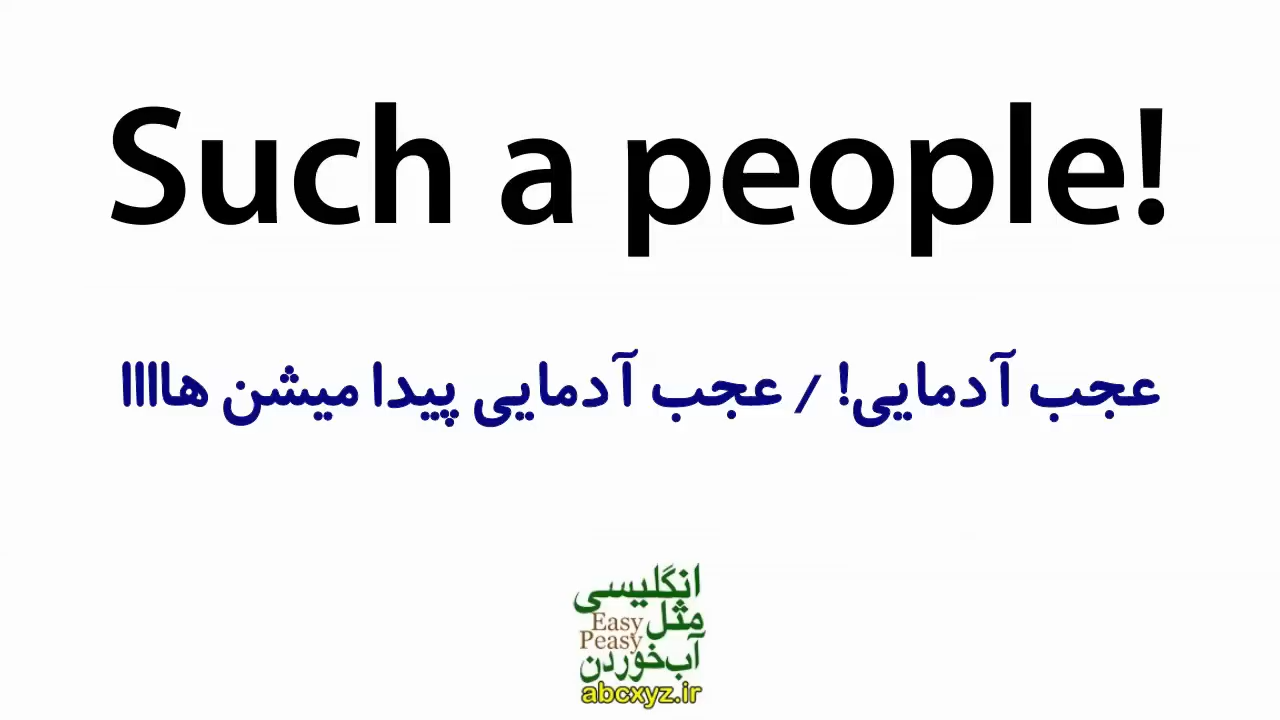 Such a people!
عجب آدمایی! / عجب آدمایی پیدا میشن هاااا
انگلیسی
مثل
Easy
Peasy
آب خوردن
abcxyz.ir